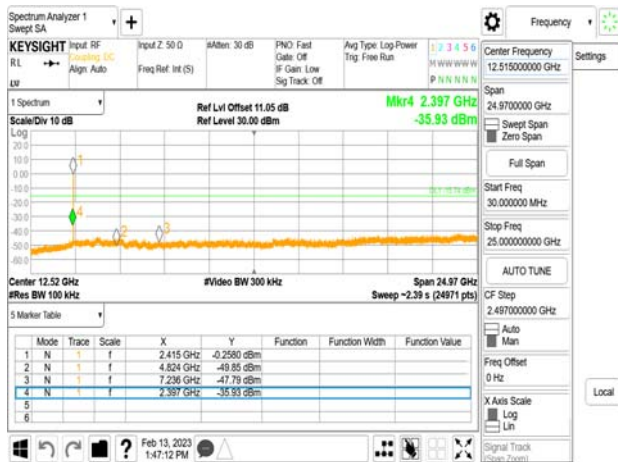 Spectrum Analyzer 1
Swept SA
+
Frequency
KEYSIGHT
RL
Input: RF
Coupling: DC
Align: Auto
Input Z: 50 Ω
Freq Ref: Int (S)
#Atten: 30 dB
PNO: Fast
Gate: Off
IF Gain: Low
Sig Track: Off
Avg Type: Log-Power
Trig: Free Run
1 2 3 4 5 6
M W W W W W
P N N N N N
1 Spectrum
Scale/Div 10 dB
Ref Lvl Offset 11.05 dB
Ref Level 30.00 dBm
Mkr4 2.397 GHz
-35.93 dBm
Log
20.0
10.0
0.00
-10.0
-20.0
-30.0
-40.0
-50.0
-60.0
1
4
2
3
Center 12.52 GHz
#Res BW 100 kHz
#Video BW 300 kHz
Span 24.97 GHz
Sweep ~2.39 s (24971 pts)
5 Marker Table
Mode Trace Scale X Y Function Function Width Function Value
1 N 1 f 2.415 GHz -0.2580 dBm
2 N 1 f 4.824 GHz -49.85 dBm
3 N 1 f 7.236 GHz -47.79 dBm
4 N 1 f 2.397 GHz -35.93 dBm
5
6
Feb 13, 2023
1:47:12 PM
?
Center Frequency
12.515000000 GHz
Settings
Span
24.9700000 GHz
Swept Span
Zero Span
Full Span
Start Freq
30.000000 MHz
Stop Freq
25.000000000 GHz
AUTO TUNE
CF Step
2.497000000 GHz
Auto
Man
Freq Offset
0 Hz
X Axis Scale
Log
Lin
Local
Signal Track
(Span Zoom)